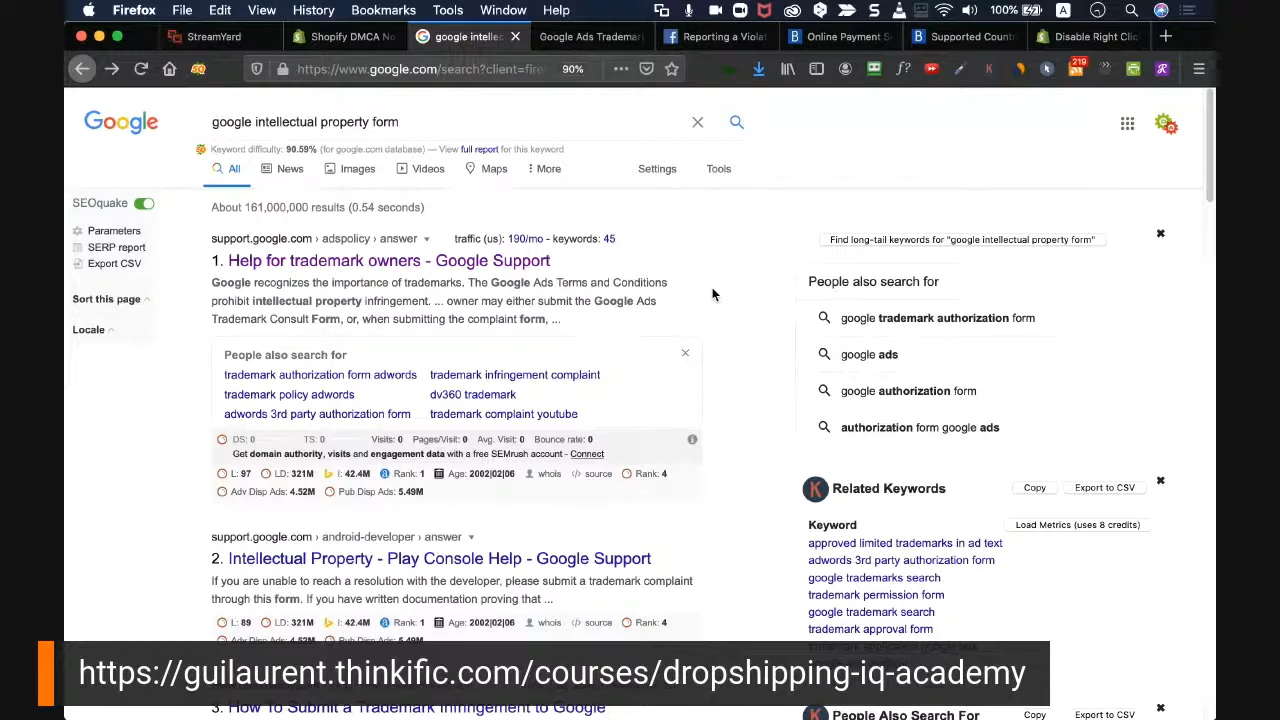 Firefox File Edit View History Bookmarks Tools Window Help 100%
StreamYard Shopify DMCA No google intellec Google Ads Trademar Reporting a Violat Online Payment S Supported Count Disable Right Clic
https://www.google.com/search?client=fire 90% 219
Google google intellectual property form
Keyword difficulty: 90.59% (for google.com database) — View full report for this keyword
All News Images Videos Maps More Settings Tools
SEOquake
Parameters
SERP report
Export CSV
Sort this page
Locale
About 161,000,000 results (0.54 seconds)
support.google.com › adspolicy › answer traffic (us): 190/mo - keywords: 45
1. Help for trademark owners - Google Support
Google recognizes the importance of trademarks. The Google Ads Terms and Conditions
prohibit intellectual property infringement. ... owner may either submit the Google Ads
Trademark Consult Form, or, when submitting the complaint form, ...
People also search for
trademark authorization form adwords trademark infringement complaint
trademark policy adwords dv360 trademark
adwords 3rd party authorization form trademark complaint youtube
DS: 0 TS: 0 Visits: 0 Pages/Visit: 0 Avg. Visit: 0 Bounce rate: 0
Get domain authority, visits and engagement data with a free SEMrush account - Connect
L: 97 LD: 321M I: 42.4M Rank: 1 Age: 2002|02|06 whois source Rank: 4
Adv Disp Ads: 4.52M Pub Disp Ads: 5.49M
support.google.com › android-developer › answer
2. Intellectual Property - Play Console Help - Google Support
If you are unable to reach a resolution with the developer, please submit a trademark complaint
through this form. If you have written documentation proving that ...
L: 89 LD: 321M I: 42.4M Rank: 1 Age: 2002|02|06 whois source Rank: 4
3. How To Submit a Trademark Infringement to Google
Find long-tail keywords for "google intellectual property form"
People also search for
google trademark authorization form
google ads
google authorization form
authorization form google ads
K Related Keywords Copy Export to CSV
Keyword Load Metrics (uses 8 credits)
approved limited trademarks in ad text
adwords 3rd party authorization form
google trademarks search
trademark permission form
google trademark search
trademark approval form
People Also Search For Copy Export to CSV
https://guilaurent.thinkific.com/courses/dropshipping-iq-academy